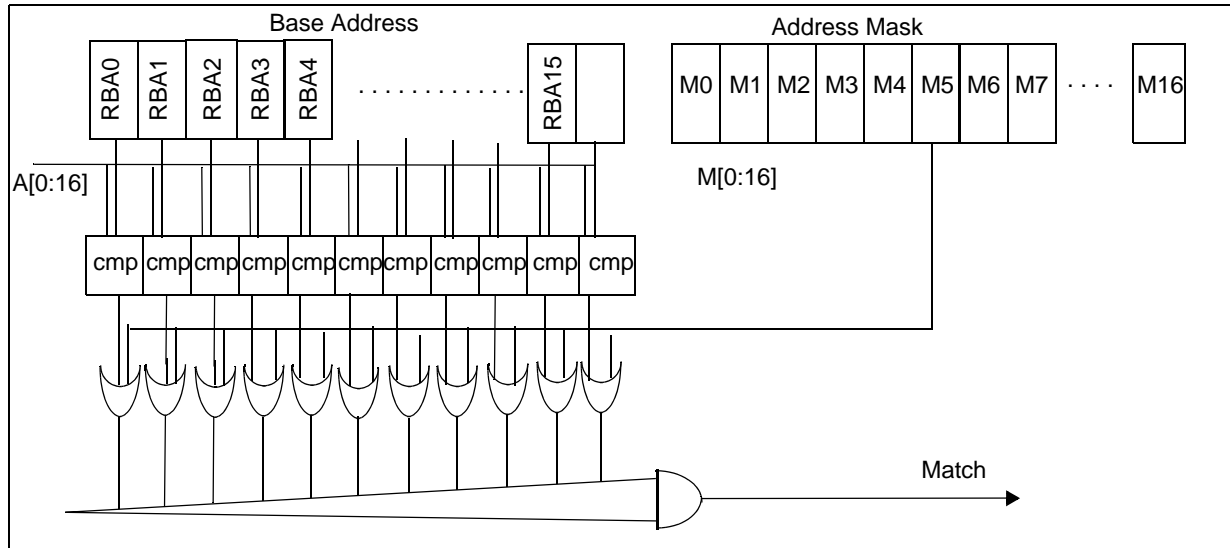 Base Address
Address Mask
RBA0 RBA1 RBA2 RBA3 RBA4 . . . . . . . . . . . . . RBA15
M0 M1 M2 M3 M4 M5 M6 M7 . . . . M16
A[0:16]
M[0:16]
cmp cmp cmp cmp cmp cmp cmp cmp cmp cmp cmp
Match